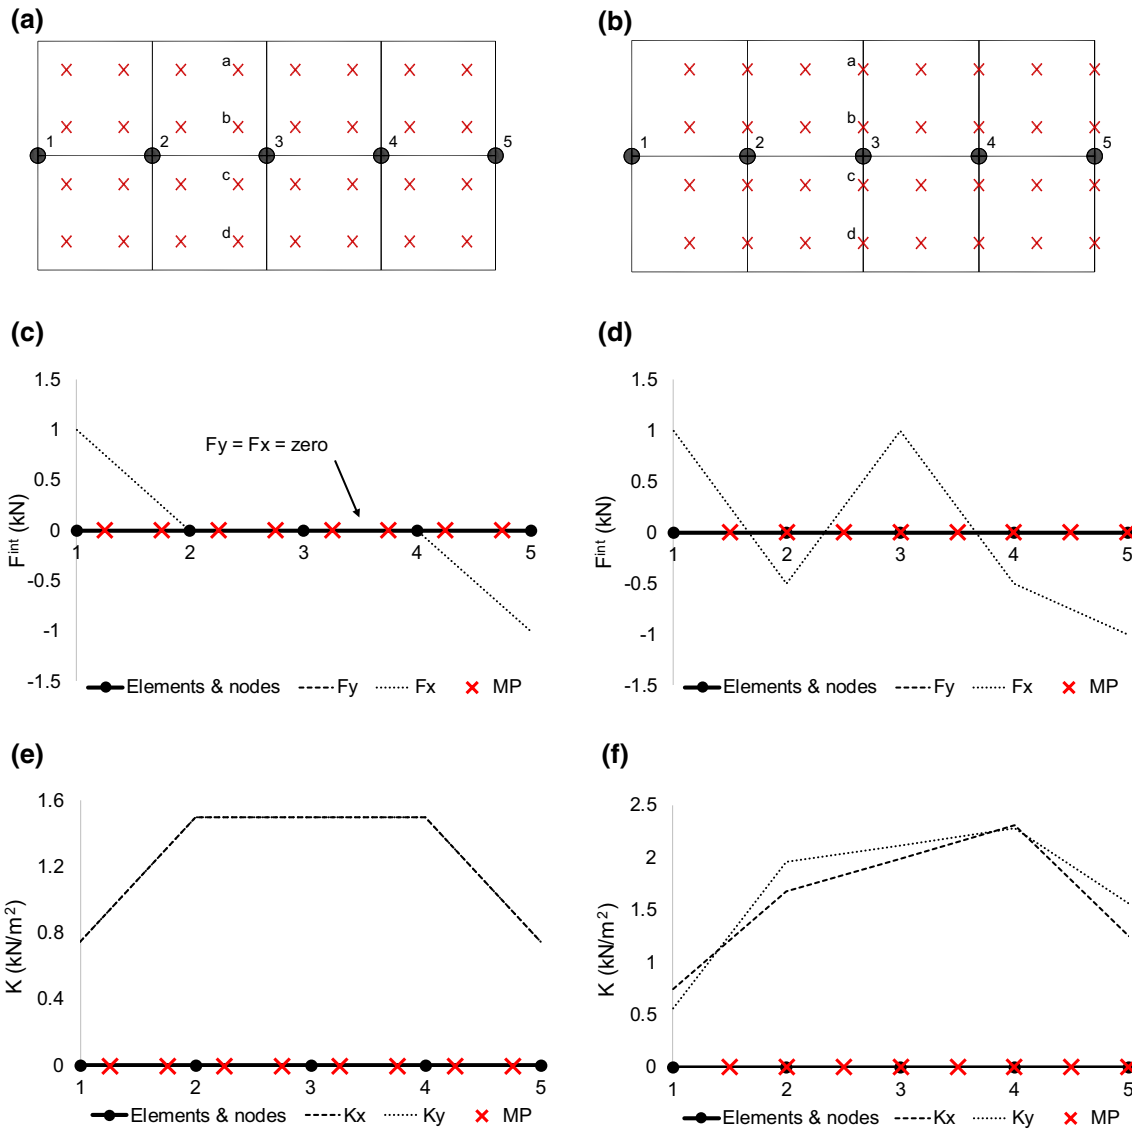 (a)
a
b
1 2 3 4 5
c
d
(b)
a
b
1 2 3 4 5
c
d
(c)
1.5
1
0.5
0
-0.5
-1
-1.5
F^int (kN)
Fy = Fx = zero
1 2 3 4 5
Elements & nodes Fy Fx MP
(d)
1.5
1
0.5
0
-0.5
-1
-1.5
F^int (kN)
1 2 3 4 5
Elements & nodes Fy Fx MP
(e)
1.6
1.2
0.8
0.4
0
K (kN/m²)
1 2 3 4 5
Elements & nodes Kx Ky MP
(f)
2.5
2
1.5
1
0.5
0
K (kN/m²)
1 2 3 4 5
Elements & nodes Kx Ky MP